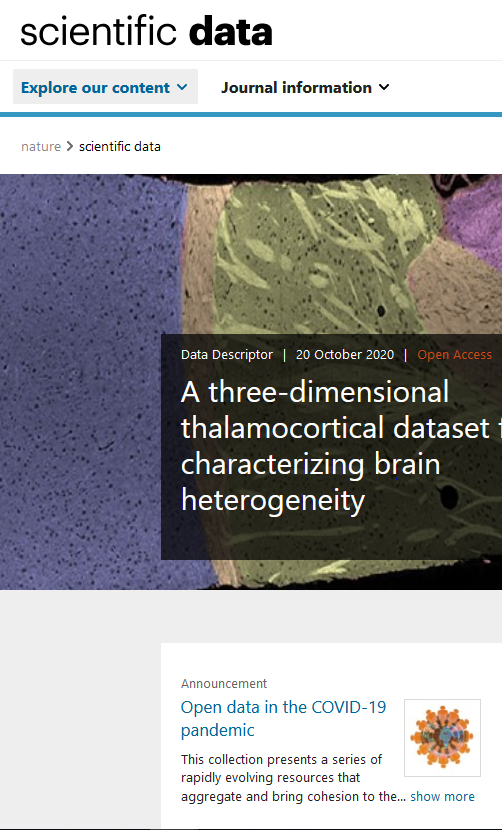 scientific data
Explore our content Journal information
nature > scientific data
Data Descriptor | 20 October 2020 | Open Access
A three-dimensional
thalamocortical dataset
characterizing brain
heterogeneity
Announcement
Open data in the COVID-19
pandemic
This collection presents a series of
rapidly evolving resources that
aggregate and bring cohesion to the... show more